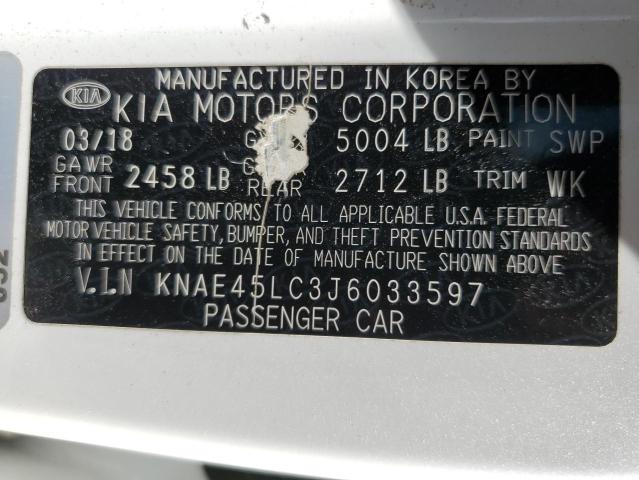 MANUFACTURED IN KOREA BY
KIA KIA MOTORS CORPORATION
03/18 G 5004 LB PAINT SWP
GAWR FRONT 2458 LB REAR 2712 LB TRIM WK
THIS VEHICLE CONFORMS TO ALL APPLICABLE U.S.A. FEDERAL
MOTOR VEHICLE SAFETY, BUMPER, AND THEFT PREVENTION STANDARDS
IN EFFECT ON THE DATE OF MANUFACTURE SHOWN ABOVE
V.I.N KNAE45LC3J6033597
PASSENGER CAR